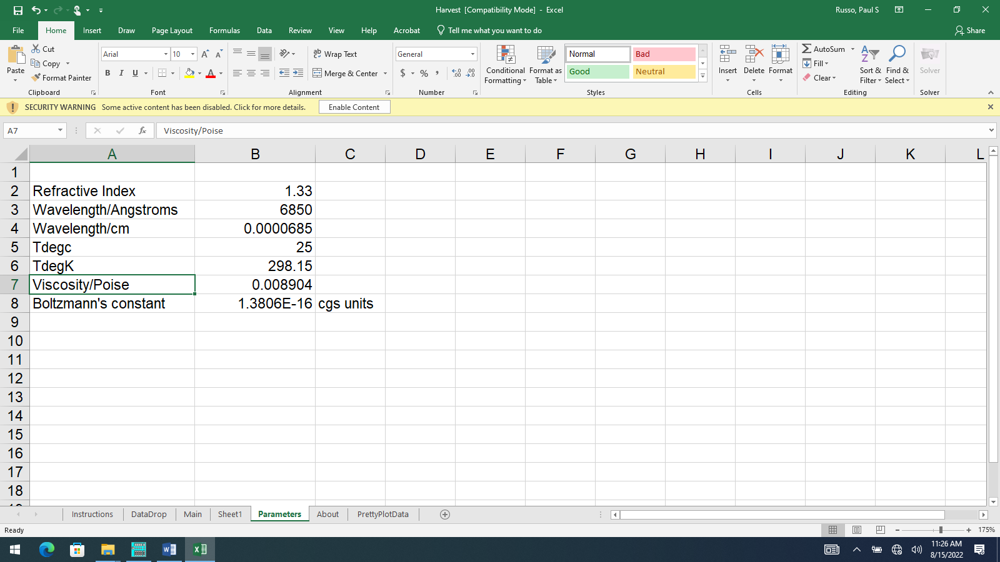 Harvest [Compatibility Mode] - Excel
Russo, Paul S
File Home Insert Draw Page Layout Formulas Data Review View Help Acrobat Tell me what you want to do Share
Paste
Cut
Copy
Format Painter
Clipboard
Arial 10
B I U
Font
Wrap Text
Merge & Center
Alignment
General
$ % ,
Number
Conditional Formatting
Format as Table
Normal Bad
Good Neutral
Styles
Insert Delete Format
Cells
AutoSum
Fill
Clear
Sort & Filter
Find & Select
Editing
Solver
Solver
SECURITY WARNING Some active content has been disabled. Click for more details. Enable Content
A7 fx Viscosity/Poise
A B C D E F G H I J K L
1
2 Refractive Index 1.33
3 Wavelength/Angstroms 6850
4 Wavelength/cm 0.0000685
5 Tdegc 25
6 TdegK 298.15
7 Viscosity/Poise 0.008904
8 Boltzmann's constant 1.3806E-16 cgs units
9
10
11
12
13
14
15
16
17
18
Instructions DataDrop Main Sheet1 Parameters About PrettyPlotData
Ready 175%
11:26 AM
8/15/2022